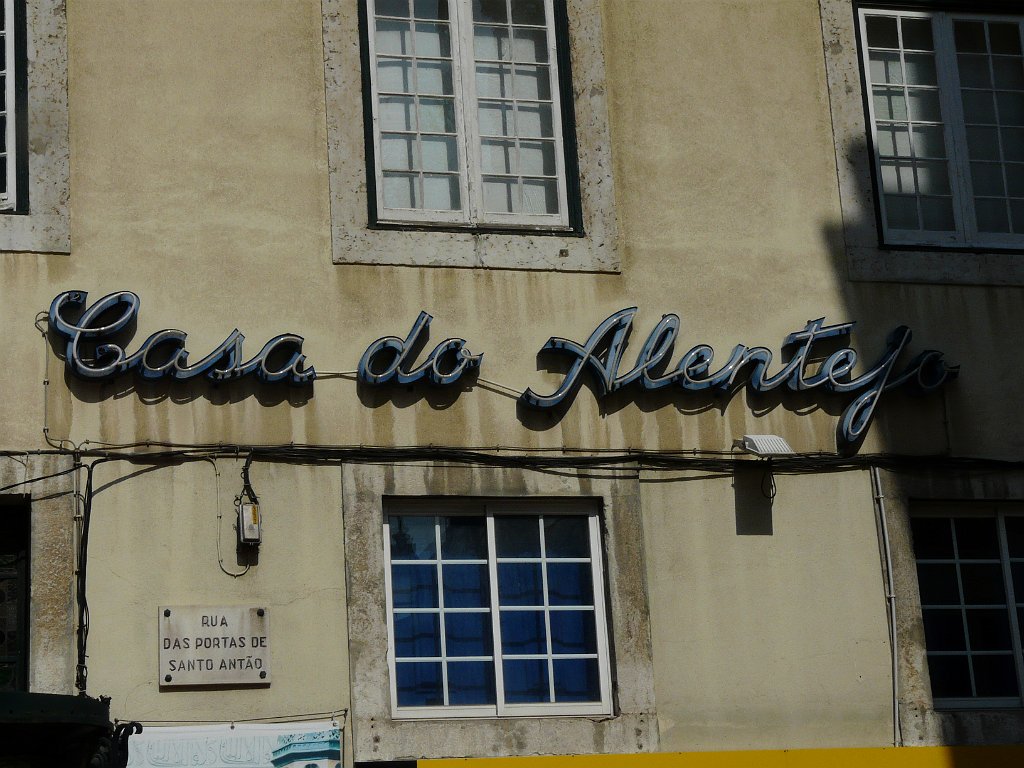 Casa do Alentejo
RUA
DAS PORTAS DE
SANTO ANTÃO